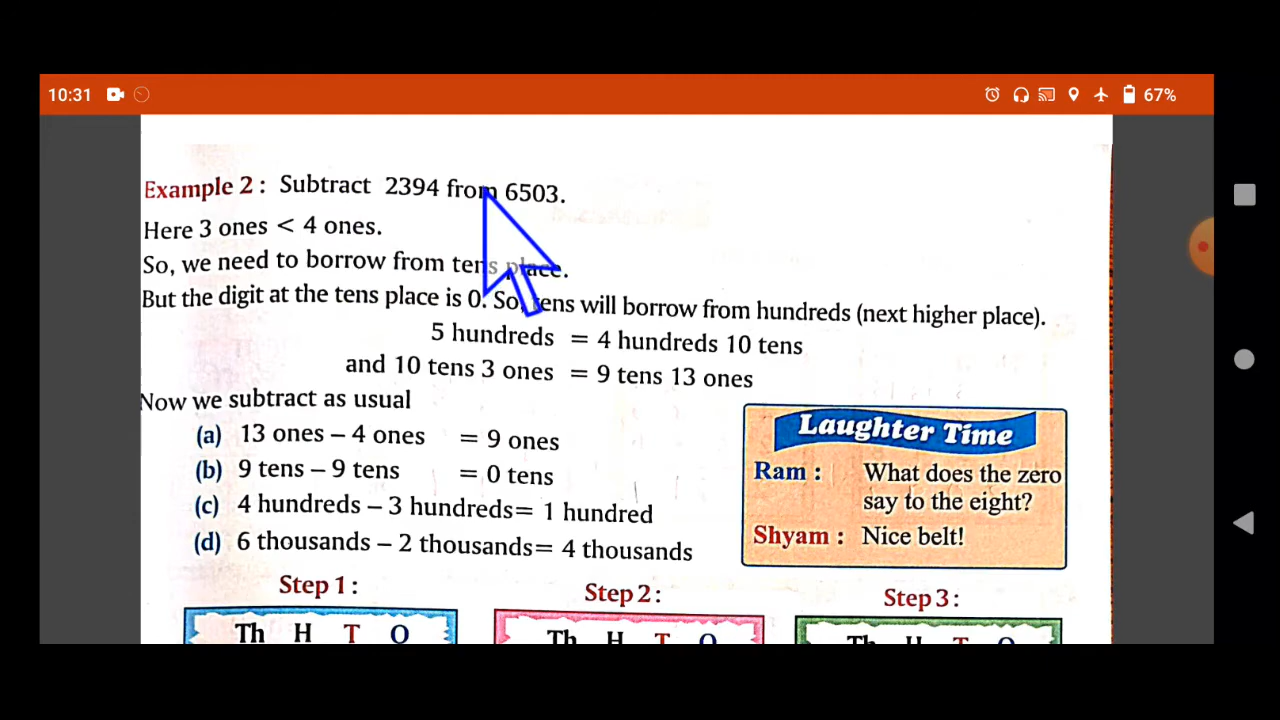 10:31
67%
Example 2 : Subtract 2394 from 6503.
Here 3 ones < 4 ones.
So, we need to borrow from tens place.
But the digit at the tens place is 0. So, tens will borrow from hundreds (next higher place).
5 hundreds = 4 hundreds 10 tens
and 10 tens 3 ones = 9 tens 13 ones
Now we subtract as usual
(a) 13 ones – 4 ones = 9 ones
(b) 9 tens – 9 tens = 0 tens
(c) 4 hundreds – 3 hundreds= 1 hundred
(d) 6 thousands – 2 thousands= 4 thousands
Laughter Time
Ram : What does the zero
say to the eight?
Shyam : Nice belt!
Step 1 : Step 2 : Step 3 :
Th H T O Th H T O Th H T O